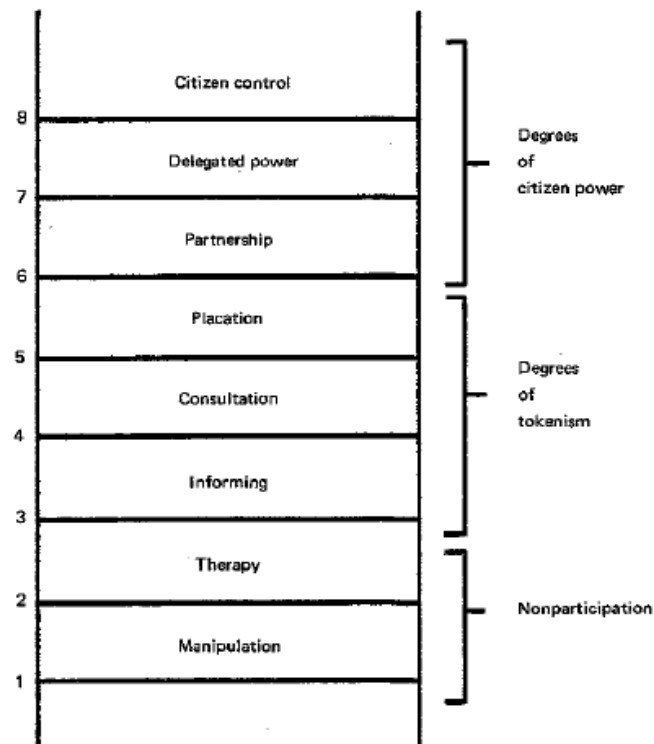 Citizen control
8
Delegated power
7
Partnership
6
Placation
5
Consultation
4
Informing
3
Therapy
2
Manipulation
1
Degrees
of
citizen power
Degrees
of
tokenism
Nonparticipation